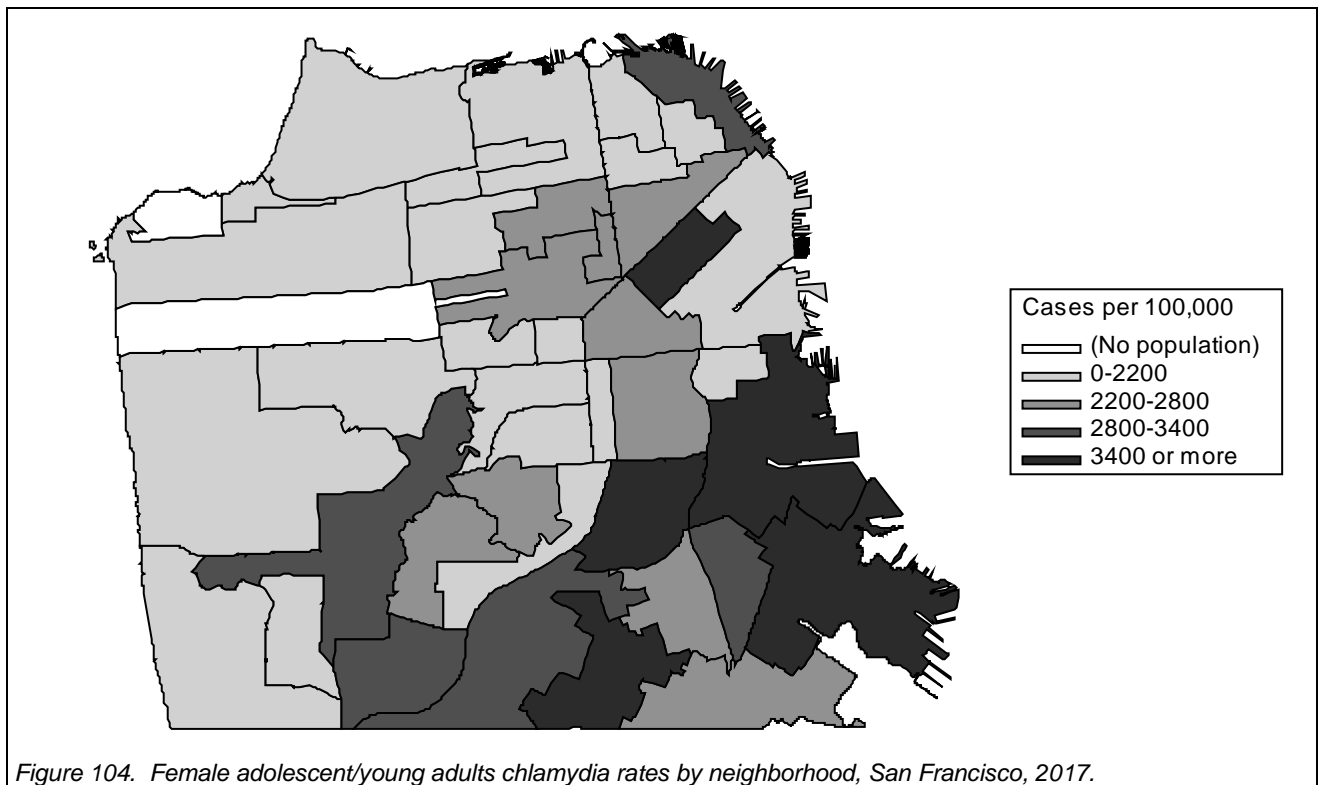 Cases per 100,000
(No population)
0-2200
2200-2800
2800-3400
3400 or more
Figure 104. Female adolescent/young adults chlamydia rates by neighborhood, San Francisco, 2017.